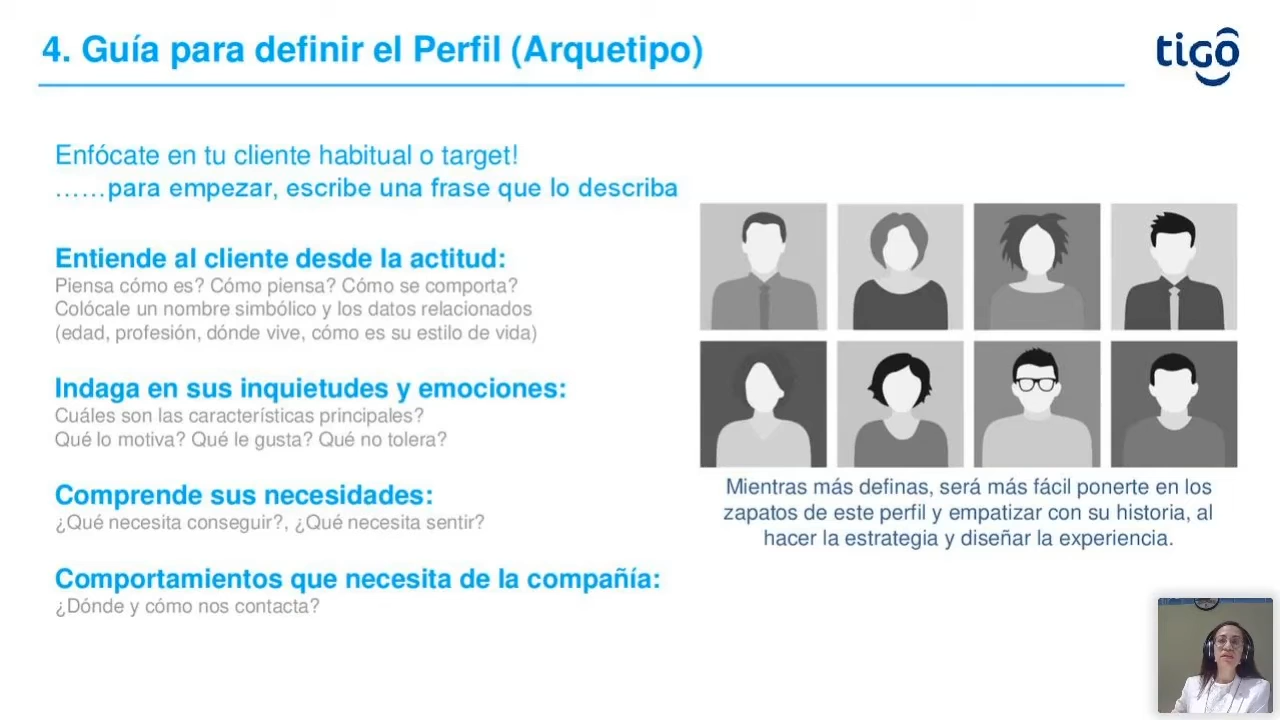 4. Guía para definir el Perfil (Arquetipo)
tigo
Enfócate en tu cliente habitual o target!
……para empezar, escribe una frase que lo describa
Entiende al cliente desde la actitud:
Piensa cómo es? Cómo piensa? Cómo se comporta?
Colócale un nombre simbólico y los datos relacionados
(edad, profesión, dónde vive, cómo es su estilo de vida)
Indaga en sus inquietudes y emociones:
Cuáles son las características principales?
Qué lo motiva? Qué le gusta? Qué no tolera?
Comprende sus necesidades:
¿Qué necesita conseguir?, ¿Qué necesita sentir?
Comportamientos que necesita de la compañía:
¿Dónde y cómo nos contacta?
Mientras más definas, será más fácil ponerte en los
zapatos de este perfil y empatizar con su historia, al
hacer la estrategia y diseñar la experiencia.